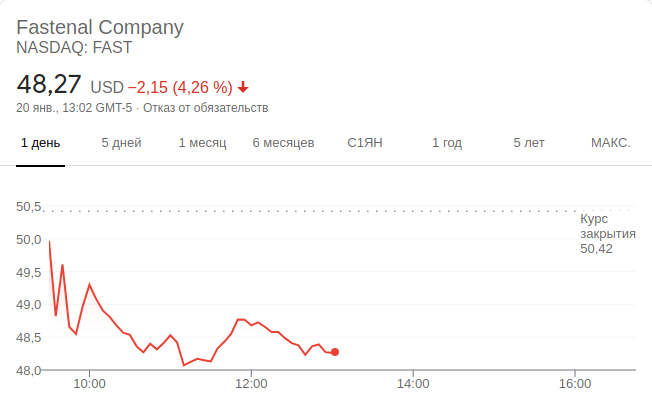 Fastenal Company
NASDAQ: FAST
48,27 USD −2,15 (4,26 %)
20 янв., 13:02 GMT-5 · Отказ от обязательств
1 день 5 дней 1 месяц 6 месяцев С1ЯН 1 год 5 лет МАКС.
50,5
Курс
закрытия
50,42
50,0
49,5
49,0
48,5
48,0
10:00 12:00 14:00 16:00